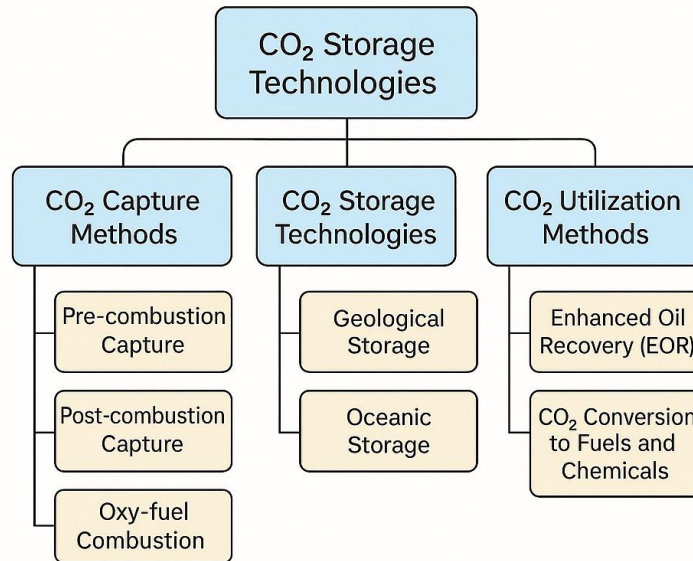 CO₂ Storage
Technologies
CO₂ Capture
Methods
Pre-combustion
Capture
Post-combustion
Capture
Oxy-fuel
Combustion
CO₂ Storage
Technologies
Geological
Storage
Oceanic
Storage
CO₂ Utilization
Methods
Enhanced Oil
Recovery (EOR)
CO₂ Conversion
to Fuels and
Chemicals